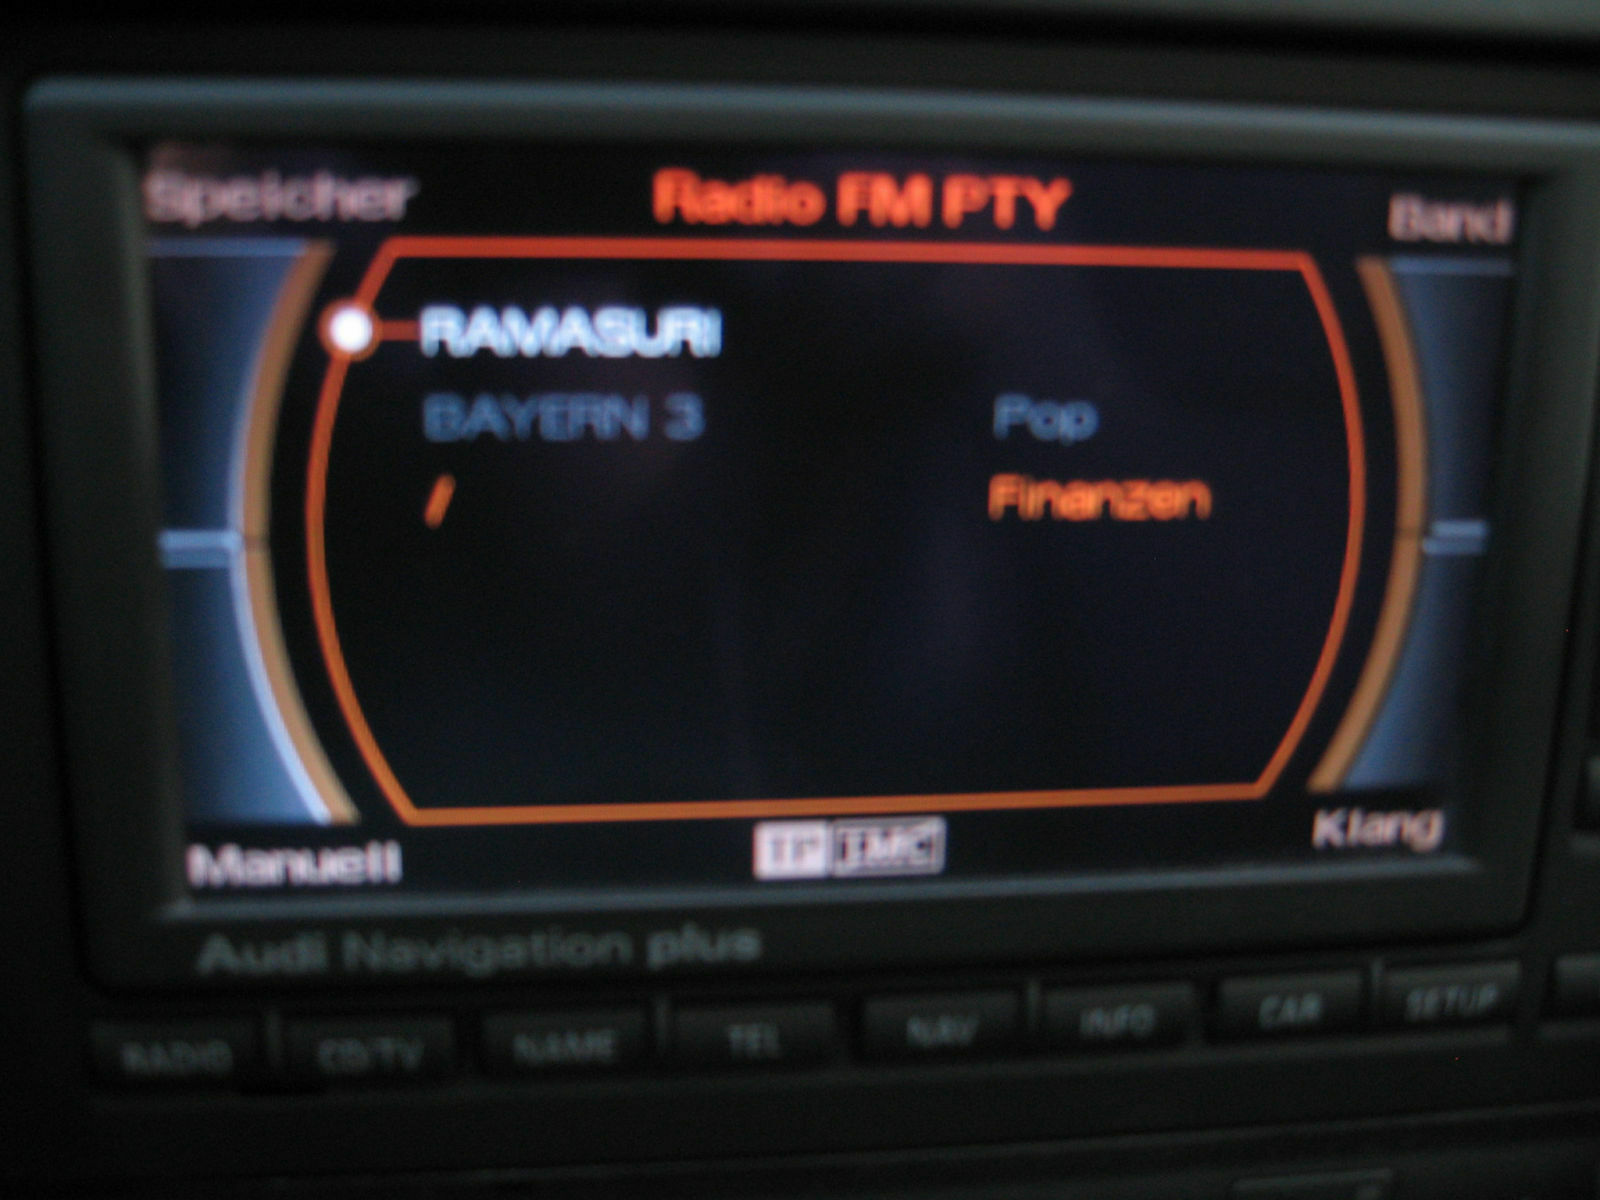 Speicher Radio FM PTY Band
RAMASURI
BAYERN 3 Pop
/ Finanzen
Manuell TP TMC Klang
Audi Navigation plus
RADIO CD/TV NAME TEL NAV INFO CAR SETUP